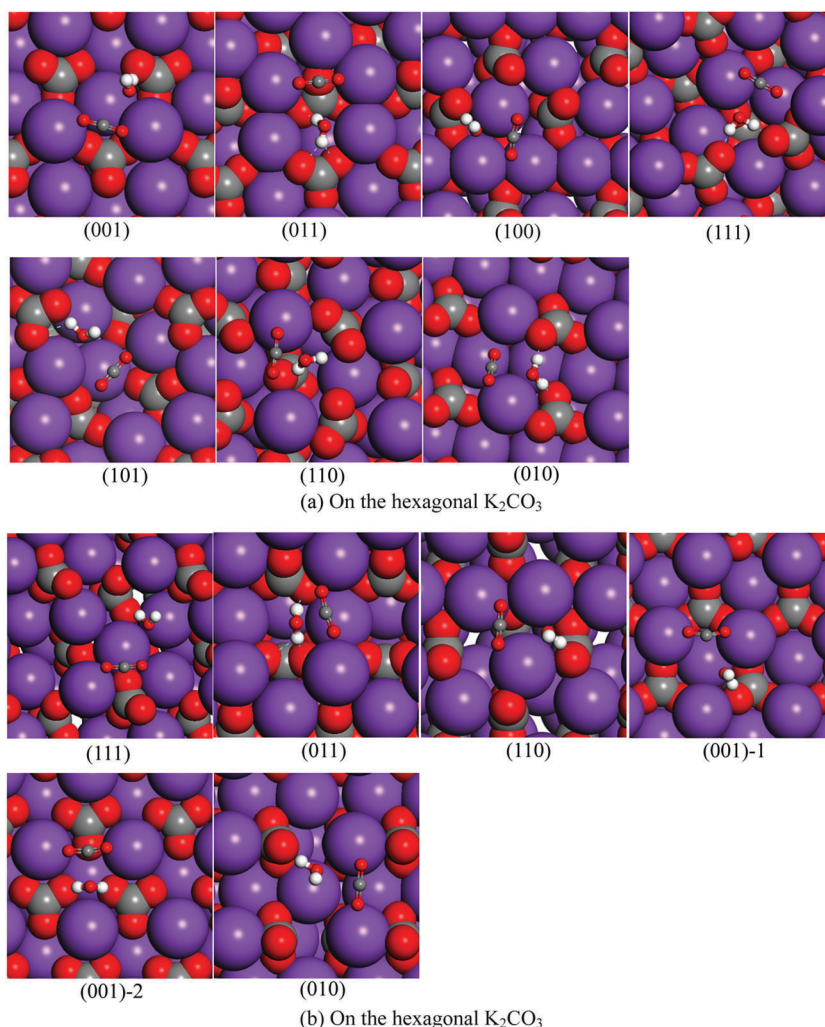 (001) (011) (100) (111)
(101) (110) (010)
(a) On the hexagonal K₂CO₃
(111) (011) (110) (001)-1
(001)-2 (010)
(b) On the hexagonal K₂CO₃